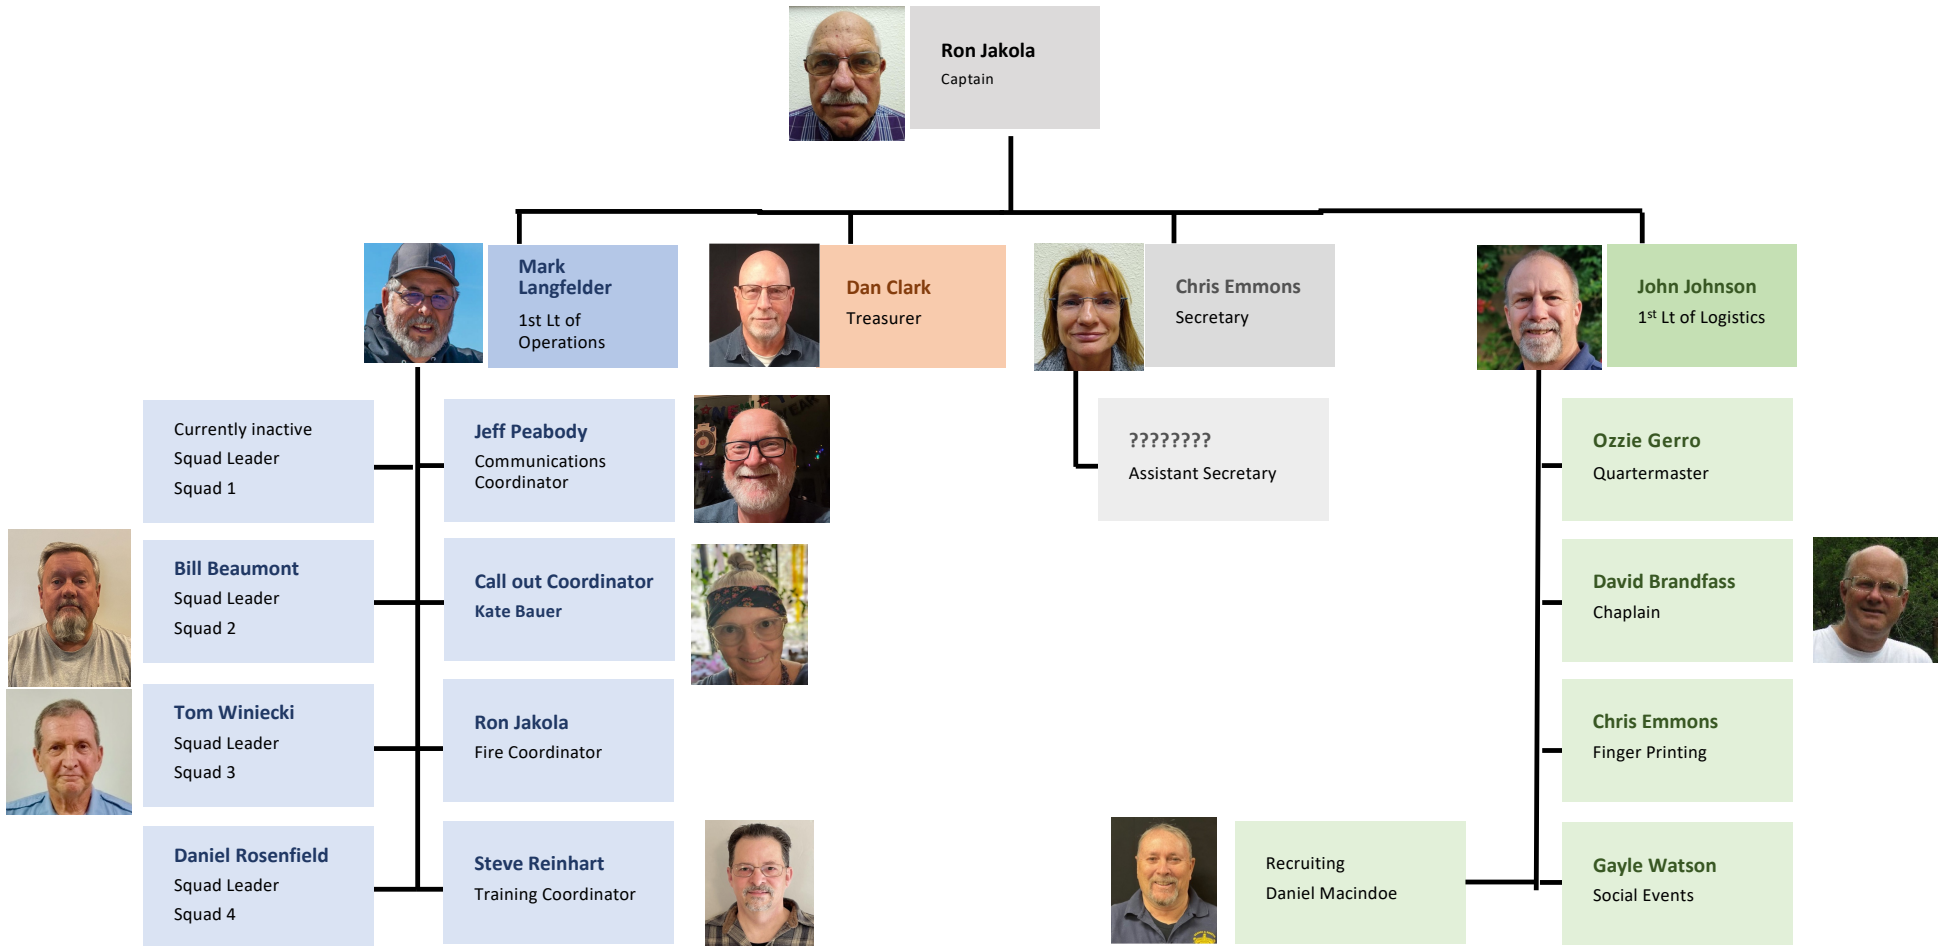 Ron Jakola
Captain
Mark
Langfelder
1st Lt of
Operations
Dan Clark
Treasurer
Chris Emmons
Secretary
John Johnson
1st Lt of Logistics
Currently inactive
Squad Leader
Squad 1
Jeff Peabody
Communications
Coordinator
????????
Assistant Secretary
Ozzie Gerro
Quartermaster
Bill Beaumont
Squad Leader
Squad 2
Call out Coordinator
Kate Bauer
David Brandfass
Chaplain
Tom Winiecki
Squad Leader
Squad 3
Ron Jakola
Fire Coordinator
Chris Emmons
Finger Printing
Daniel Rosenfield
Squad Leader
Squad 4
Steve Reinhart
Training Coordinator
Recruiting
Daniel Macindoe
Gayle Watson
Social Events